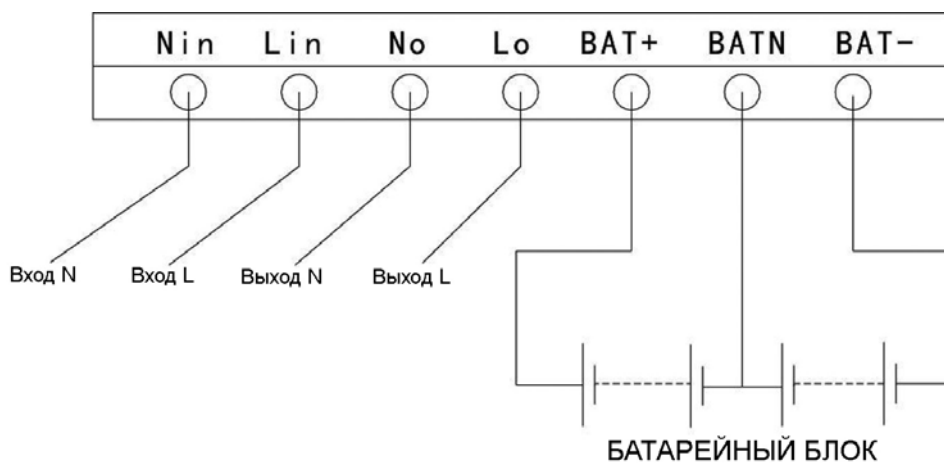 Nin Lin No Lo BAT+ BATN BAT-
Вход N Вход L Выход N Выход L
БАТАРЕЙНЫЙ БЛОК